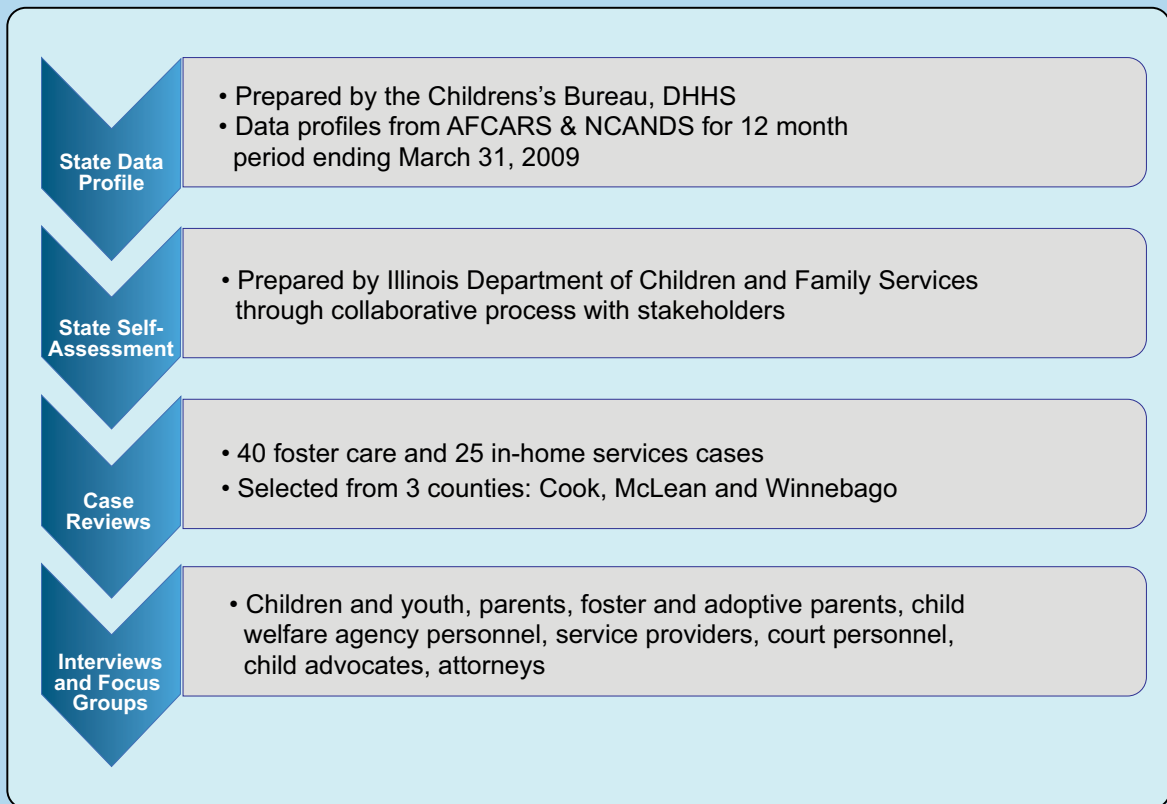 State Data
Profile
• Prepared by the Childrens's Bureau, DHHS
• Data profiles from AFCARS & NCANDS for 12 month
period ending March 31, 2009
State Self-
Assessment
• Prepared by Illinois Department of Children and Family Services
through collaborative process with stakeholders
Case
Reviews
• 40 foster care and 25 in-home services cases
• Selected from 3 counties: Cook, McLean and Winnebago
Interviews
and Focus
Groups
• Children and youth, parents, foster and adoptive parents, child
welfare agency personnel, service providers, court personnel,
child advocates, attorneys